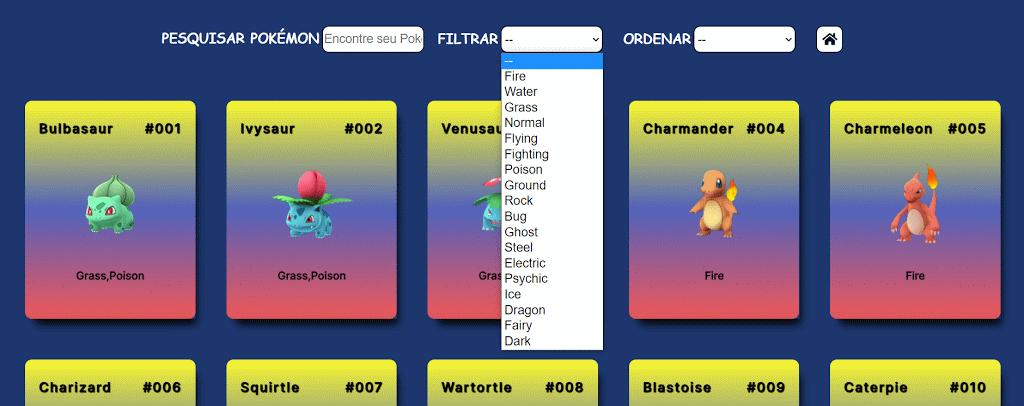 PESQUISAR POKÉMON Encontre seu Pok FILTRAR -- ORDENAR --
--
Fire
Water
Grass
Normal
Flying
Fighting
Poison
Ground
Rock
Bug
Ghost
Steel
Electric
Psychic
Ice
Dragon
Fairy
Dark
Bulbasaur #001
Grass,Poison
Ivysaur #002
Grass,Poison
Venusau
Gras
Charmander #004
Fire
Charmeleon #005
Fire
Charizard #006
Squirtle #007
Wartortle #008
Blastoise #009
Caterpie #010